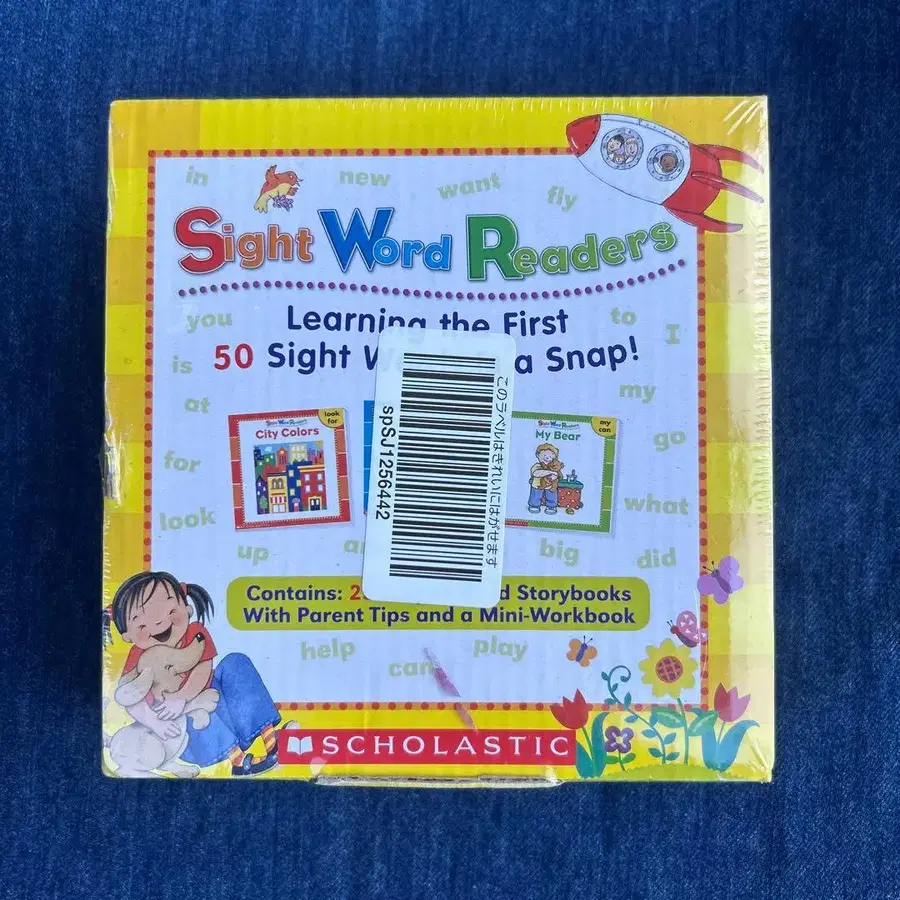 in new want fly
Sight Word Readers
you to I
Learning the First
is 50 Sight a Snap!
at my
look for
City Colors
my can
Sight Word Readers
My Bear
for go
look what
up big did
spSJ1256442
このラベルはきれいにはがせます
Contains: 2 Storybooks
With Parent Tips and a Mini-Workbook
help play
can
SCHOLASTIC